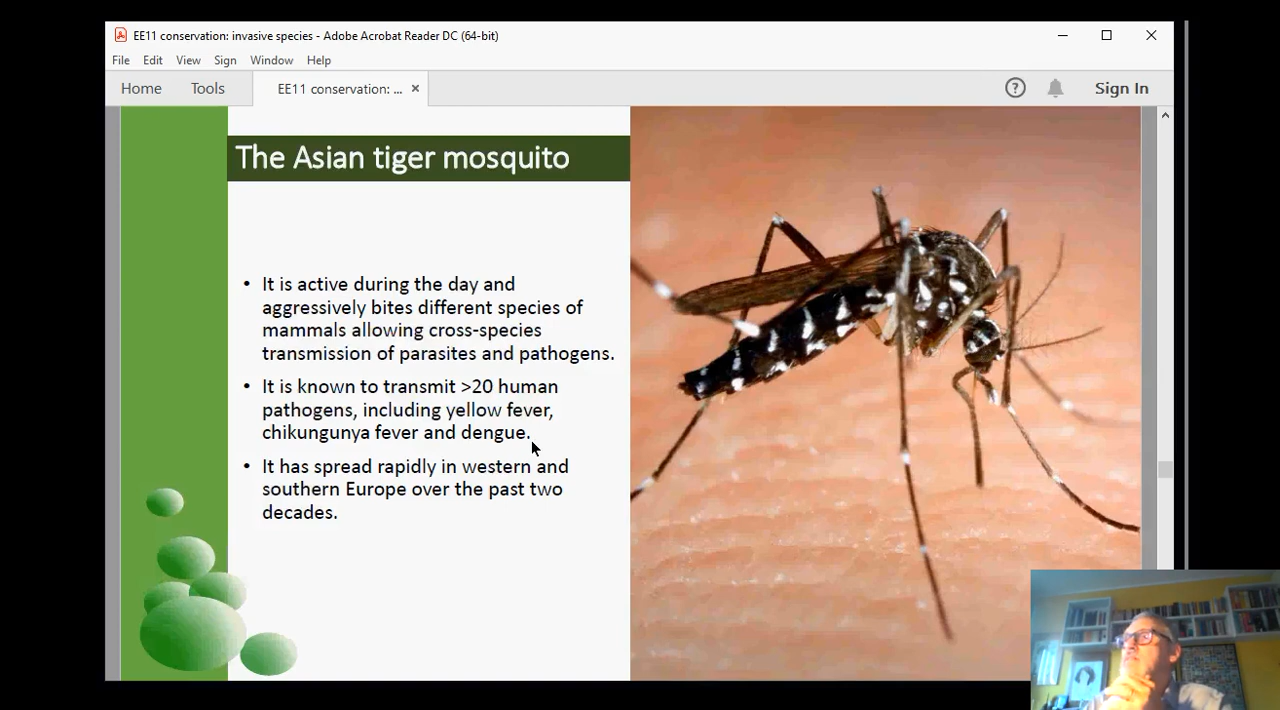 EE11 conservation: invasive species - Adobe Acrobat Reader DC (64-bit)
File Edit View Sign Window Help
Home Tools EE11 conservation: ... × ? Sign In
The Asian tiger mosquito
• It is active during the day and
aggressively bites different species of
mammals allowing cross-species
transmission of parasites and pathogens.
• It is known to transmit >20 human
pathogens, including yellow fever,
chikungunya fever and dengue.
• It has spread rapidly in western and
southern Europe over the past two
decades.